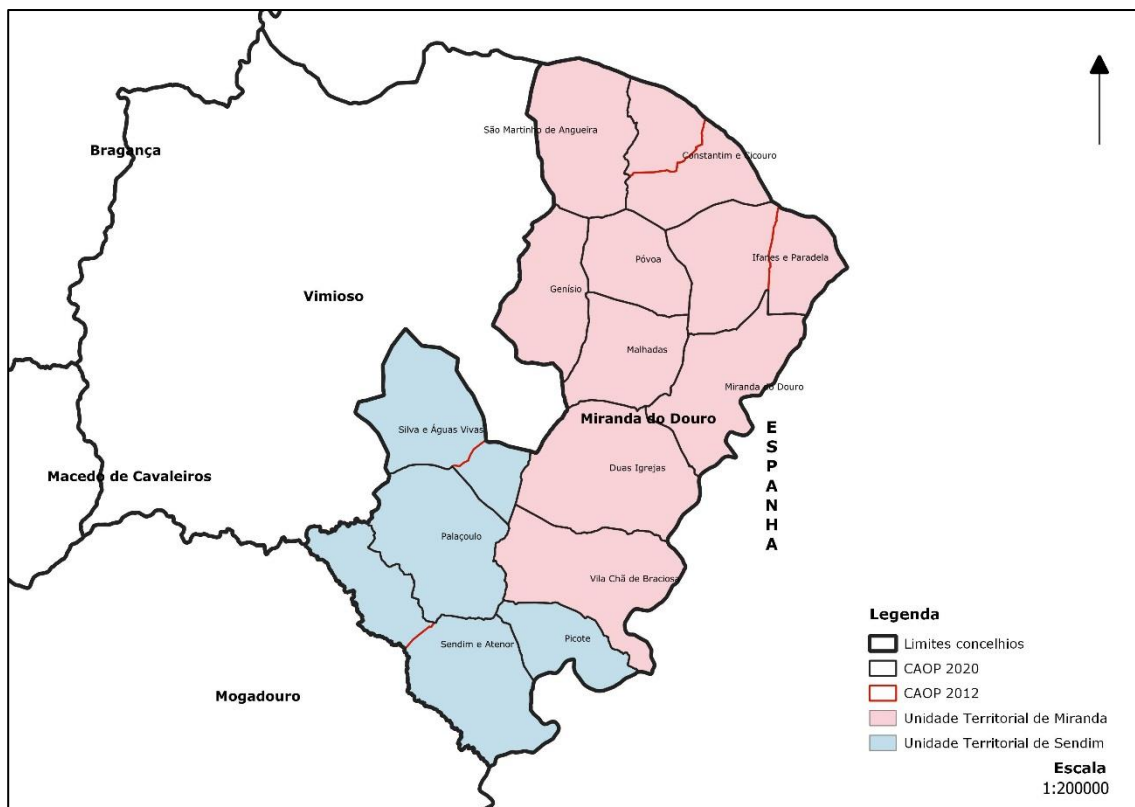 São Martinho de Angueira
Bragança
Constantim e Cicouro
Póvoa
Ifanes e Paradela
Genísio
Vimioso
Malhadas
Miranda do Douro
Miranda do Douro
Silva e Águas Vivas
E
S
P
A
N
H
A
Duas Igrejas
Macedo de Cavaleiros
Palaçoulo
Vila Chã de Braciosa
Picote
Sendim e Atenor
Mogadouro
Legenda
Limites concelhios
CAOP 2020
CAOP 2012
Unidade Territorial de Miranda
Unidade Territorial de Sendim
Escala
1:200000